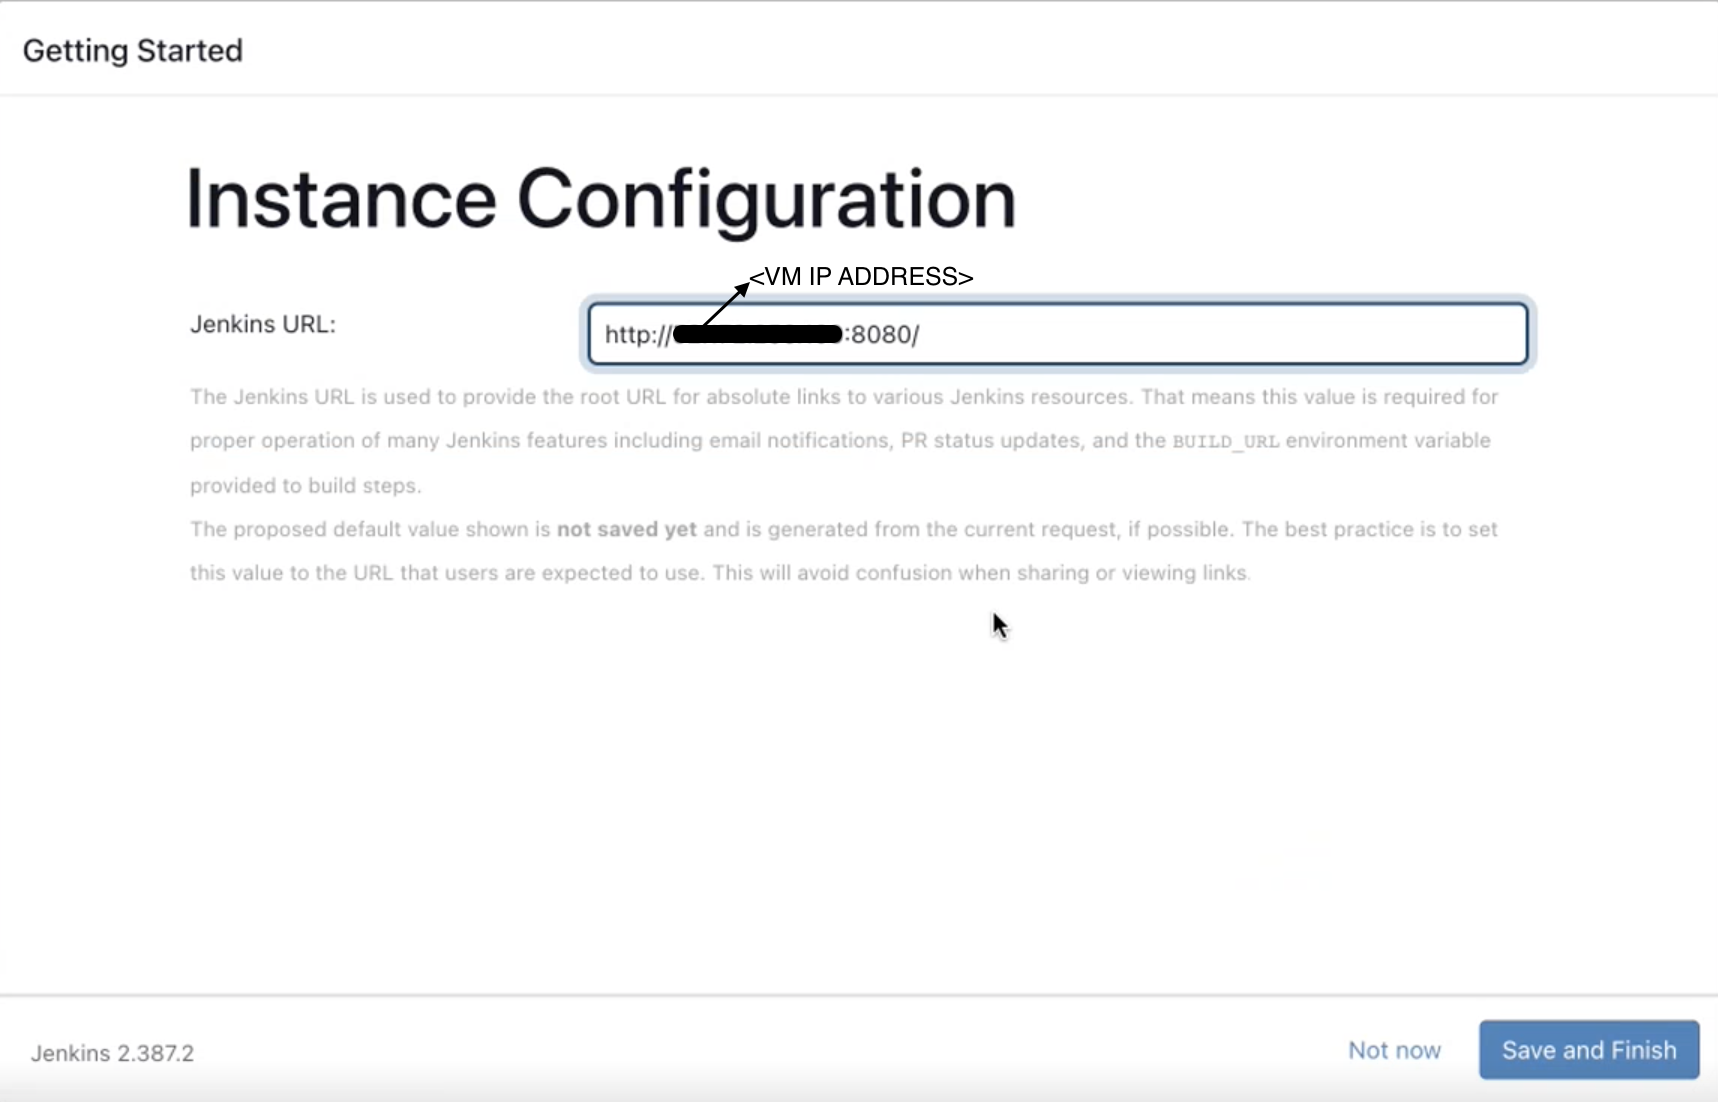 Getting Started
Instance Configuration
<VM IP ADDRESS>
Jenkins URL:
http:// :8080/
The Jenkins URL is used to provide the root URL for absolute links to various Jenkins resources. That means this value is required for
proper operation of many Jenkins features including email notifications, PR status updates, and the BUILD_URL environment variable
provided to build steps.
The proposed default value shown is not saved yet and is generated from the current request, if possible. The best practice is to set
this value to the URL that users are expected to use. This will avoid confusion when sharing or viewing links.
Jenkins 2.387.2
Not now
Save and Finish